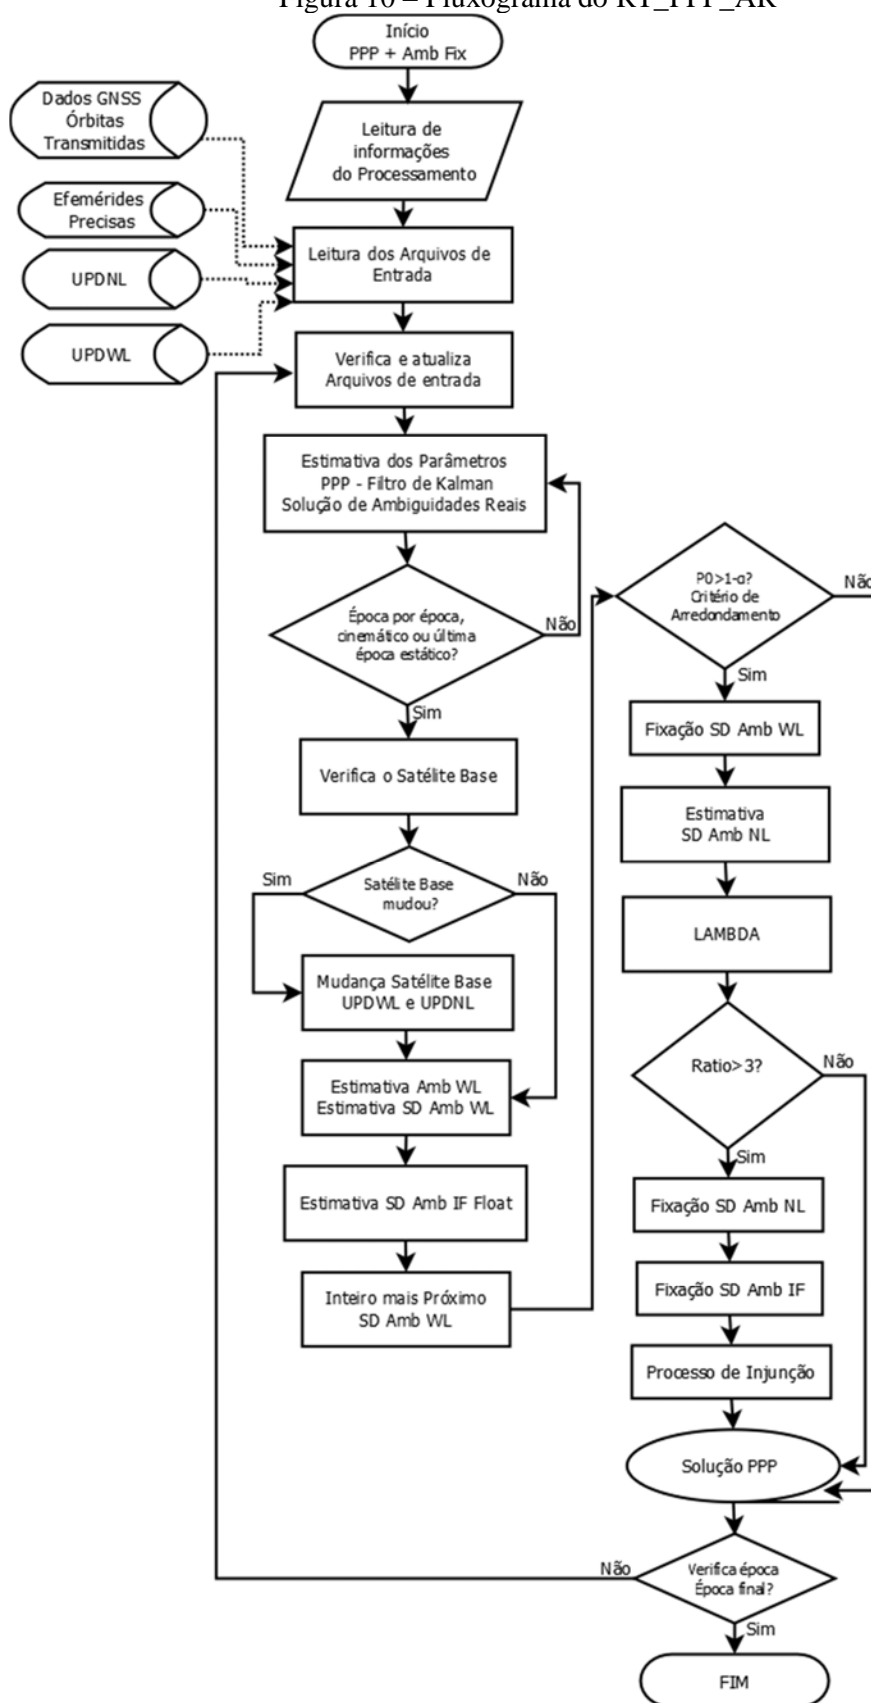 Figura 10 – Fluxograma do RT_PPP_AR
Início
PPP + Amb Fix
Dados GNSS
Órbitas
Transmitidas
Leitura de
informações
do Processamento
Efemérides
Precisas
Leitura dos Arquivos de
Entrada
UPDNL
UPDWL
Verifica e atualiza
Arquivos de entrada
Estimativa dos Parâmetros
PPP - Filtro de Kalman
Solução de Ambiguidades Reais
Época por época,
cinemático ou última
época estático?
Não
Sim
Verifica o Satélite Base
Satélite Base
mudou?
Sim
Não
Mudança Satélite Base
UPDWL e UPDNL
Estimativa Amb WL
Estimativa SD Amb WL
Estimativa SD Amb IF Float
Inteiro mais Próximo
SD Amb WL
P0>1-α?
Critério de
Arredondamento
Não
Sim
Fixação SD Amb WL
Estimativa
SD Amb NL
LAMBDA
Ratio>3?
Não
Sim
Fixação SD Amb NL
Fixação SD Amb IF
Processo de Injunção
Solução PPP
Verifica época
Época final?
Não
Sim
FIM